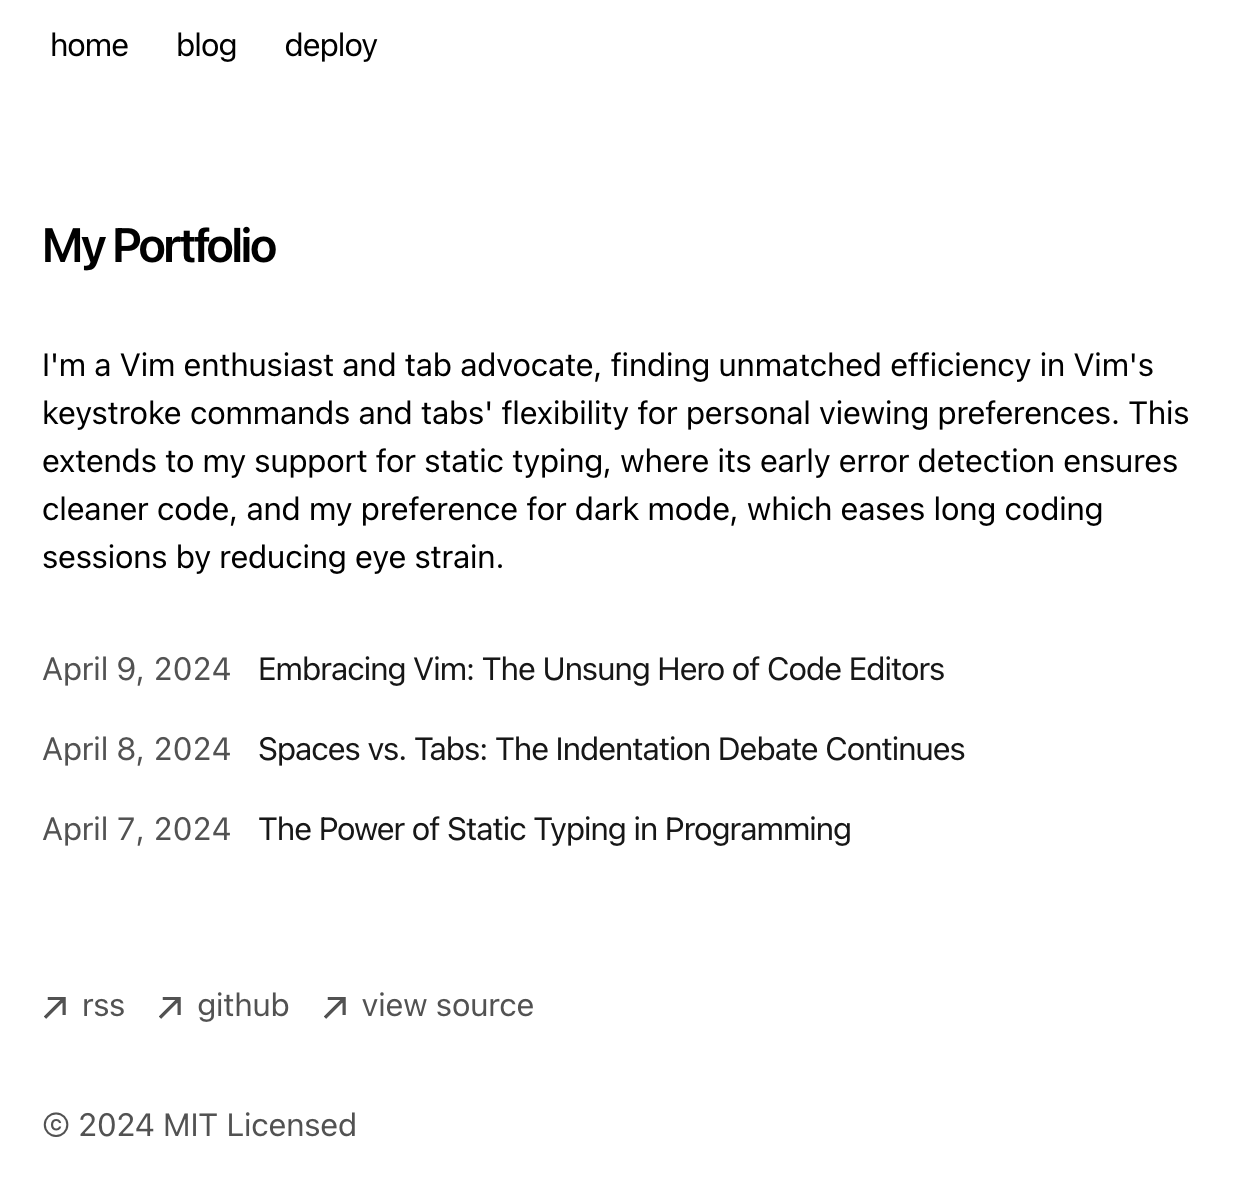 home blog deploy
My Portfolio
I'm a Vim enthusiast and tab advocate, finding unmatched efficiency in Vim's
keystroke commands and tabs' flexibility for personal viewing preferences. This
extends to my support for static typing, where its early error detection ensures
cleaner code, and my preference for dark mode, which eases long coding
sessions by reducing eye strain.
April 9, 2024 Embracing Vim: The Unsung Hero of Code Editors
April 8, 2024 Spaces vs. Tabs: The Indentation Debate Continues
April 7, 2024 The Power of Static Typing in Programming
rss github view source
© 2024 MIT Licensed